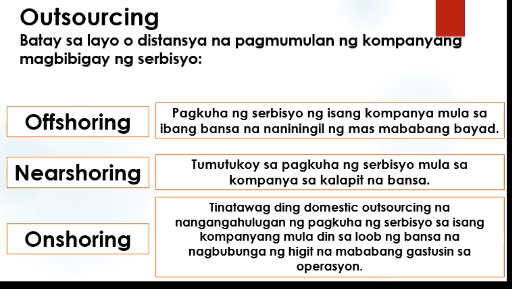 Outsourcing
Batay sa layo o distansya na pagmumulan ng kompanyang
magbibigay ng serbisyo:
Offshoring
Pagkuha ng serbisyo ng isang kompanya mula sa
ibang bansa na naniningil ng mas mababang bayad.
Nearshoring
Tumutukoy sa pagkuha ng serbisyo mula sa
kompanya sa kalapit na bansa.
Onshoring
Tinatawag ding domestic outsourcing na
nangangahulugan ng pagkuha ng serbisyo sa isang
kompanyang mula din sa loob ng bansa na
nagbubunga ng higit na mababang gastusin sa
operasyon.